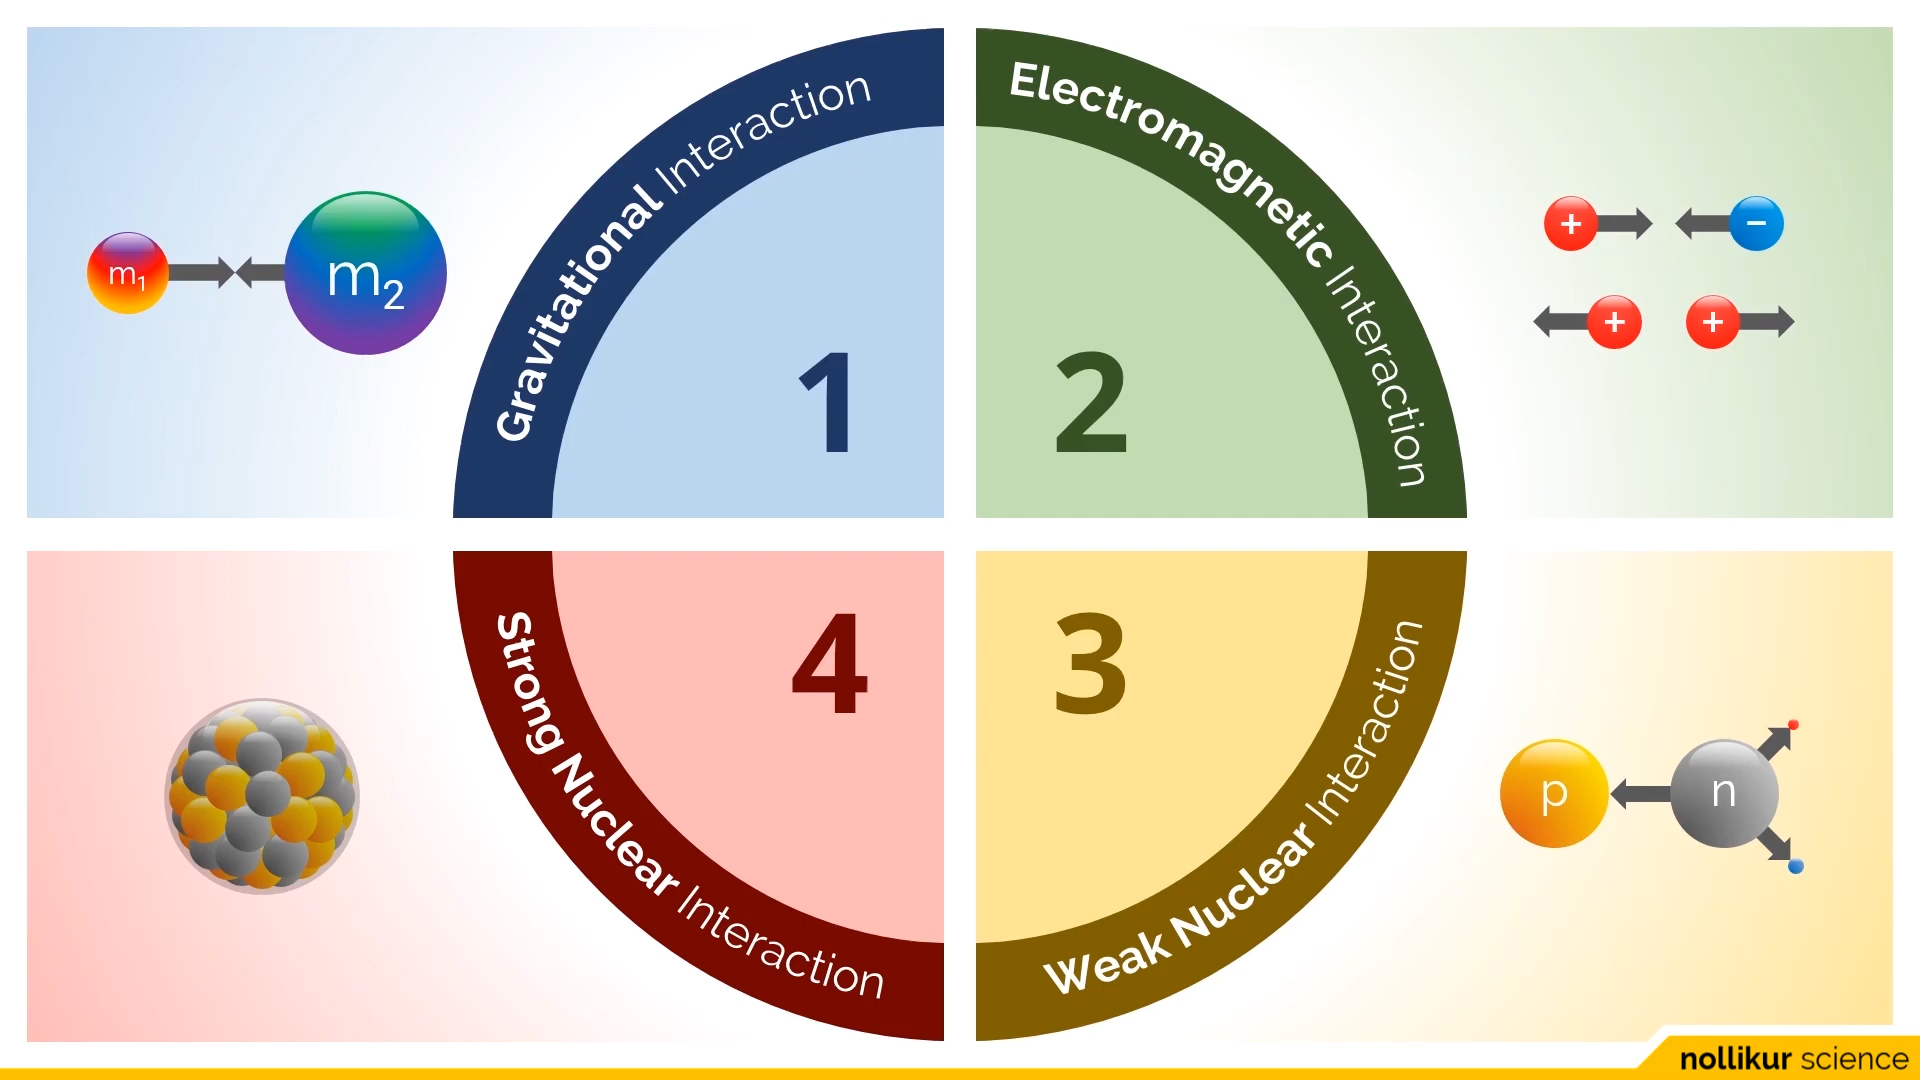 Gravitational Interaction
1
m₁
m₂
Electromagnetic Interaction
2
+ −
+ +
Strong Nuclear Interaction
4
Weak Nuclear Interaction
3
p
n
nollikur science